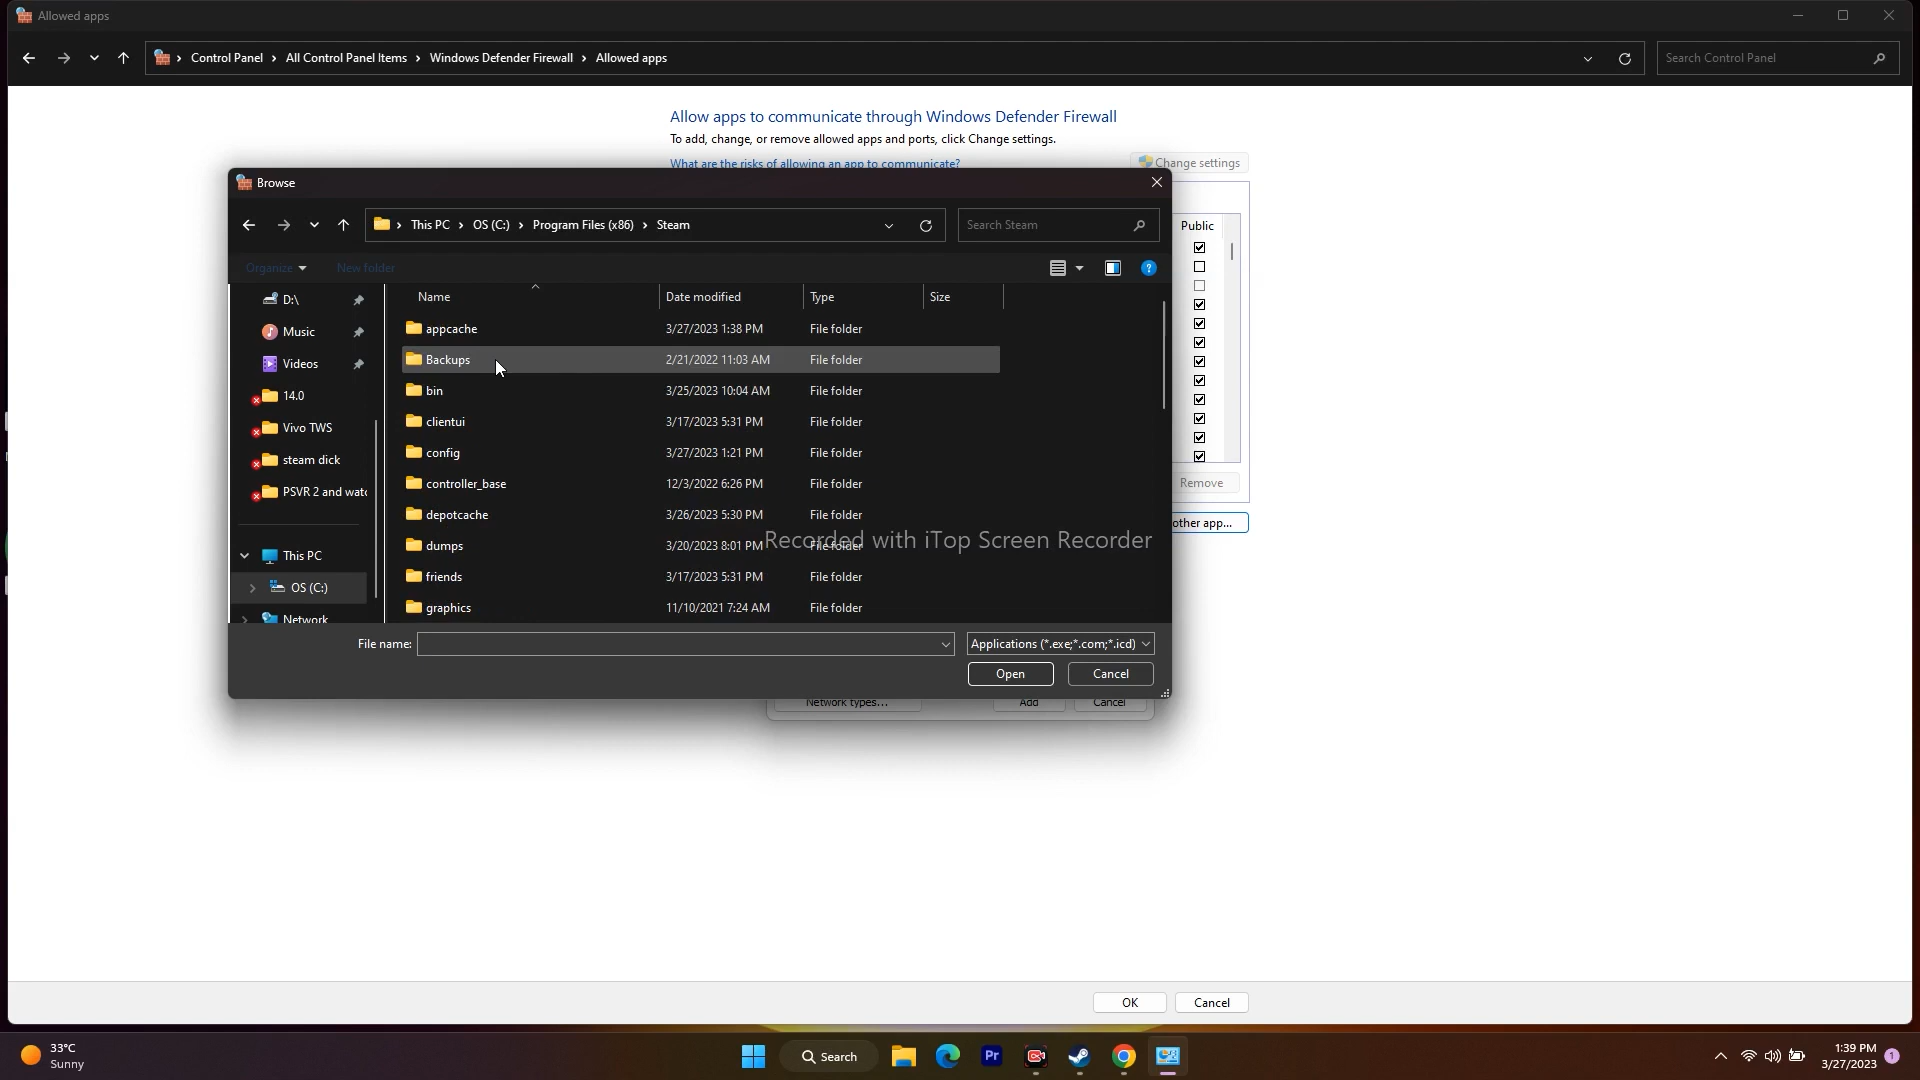 Allowed apps
Control Panel > All Control Panel Items > Windows Defender Firewall > Allowed apps
Search Control Panel
Allow apps to communicate through Windows Defender Firewall
To add, change, or remove allowed apps and ports, click Change settings.
What are the risks of allowing an app to communicate?
Change settings
Browse
This PC > OS (C:) > Program Files (x86) > Steam
Search Steam
Public
Organize
New folder
Name Date modified Type Size
D:\
Music
Videos
14.0
Vivo TWS
steam dick
PSVR 2 and watc
This PC
OS (C:)
Network
appcache 3/27/2023 1:38 PM File folder
Backups 2/21/2022 11:03 AM File folder
bin 3/25/2023 10:04 AM File folder
clientui 3/17/2023 5:31 PM File folder
config 3/27/2023 1:21 PM File folder
controller_base 12/3/2022 6:26 PM File folder
depotcache 3/26/2023 5:30 PM File folder
dumps 3/20/2023 8:01 PM File folder
friends 3/17/2023 5:31 PM File folder
graphics 11/10/2021 7:24 AM File folder
Recorded with iTop Screen Recorder
Remove
other app...
File name:
Applications (*.exe;*.com;*.icd)
Open
Cancel
Network types...
Add
Cancel
OK
Cancel
33°C
Sunny
Search
Pr
1:39 PM
3/27/2023
1